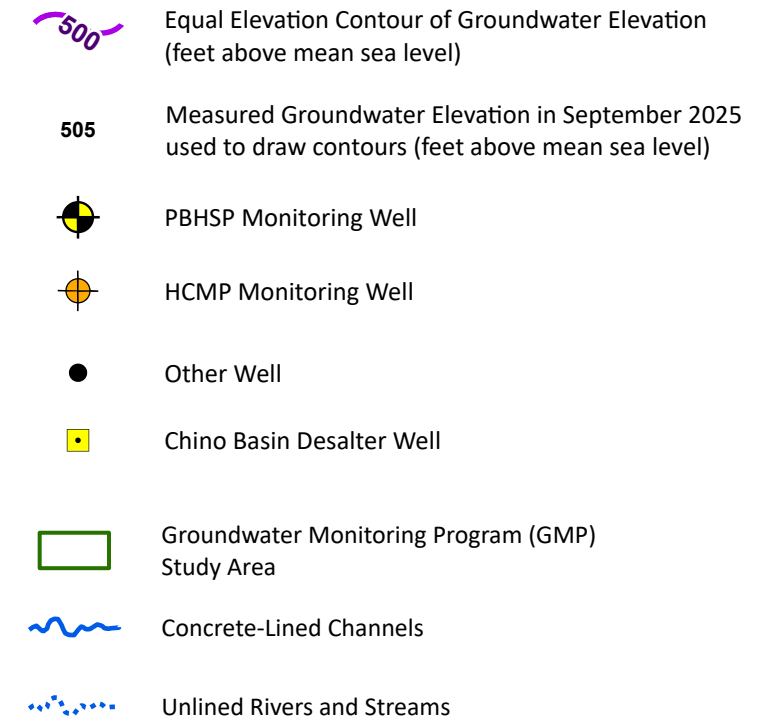 500
Equal Elevation Contour of Groundwater Elevation
(feet above mean sea level)
505
Measured Groundwater Elevation in September 2025
used to draw contours (feet above mean sea level)
PBHSP Monitoring Well
HCMP Monitoring Well
Other Well
Chino Basin Desalter Well
Groundwater Monitoring Program (GMP)
Study Area
Concrete-Lined Channels
Unlined Rivers and Streams